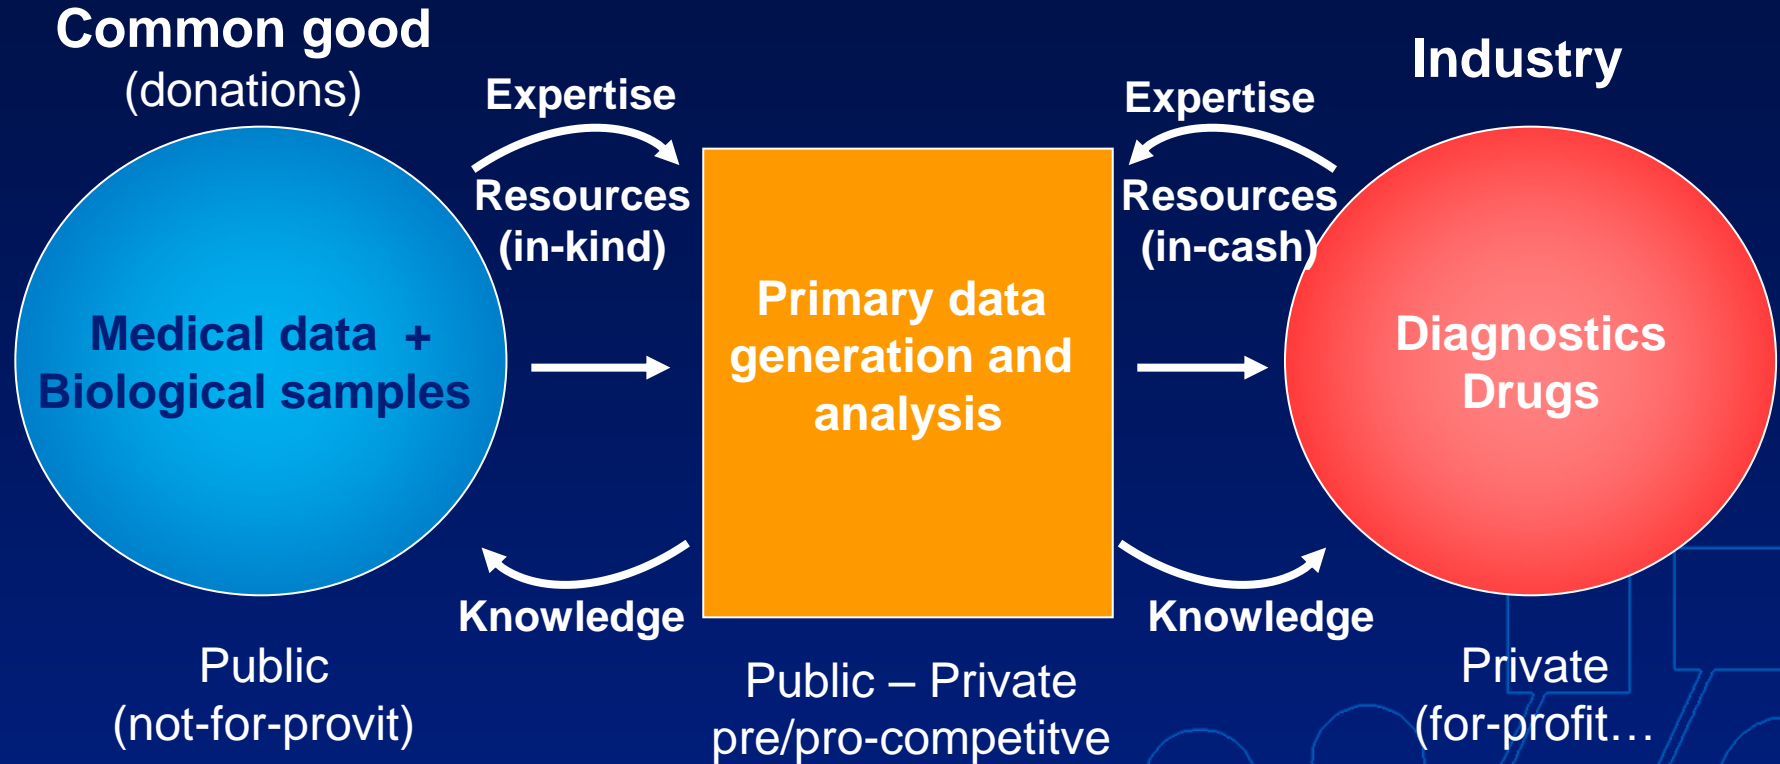 Common good
(donations)
Expertise
Resources
(in-kind)
Medical data  +
Biological samples
Knowledge
Public
(not-for-provit)
Primary data
generation and
analysis
Public – Private
pre/pro-competitve
Expertise
Resources
(in-cash)
Knowledge
Industry
Diagnostics
Drugs
Private
(for-profit…